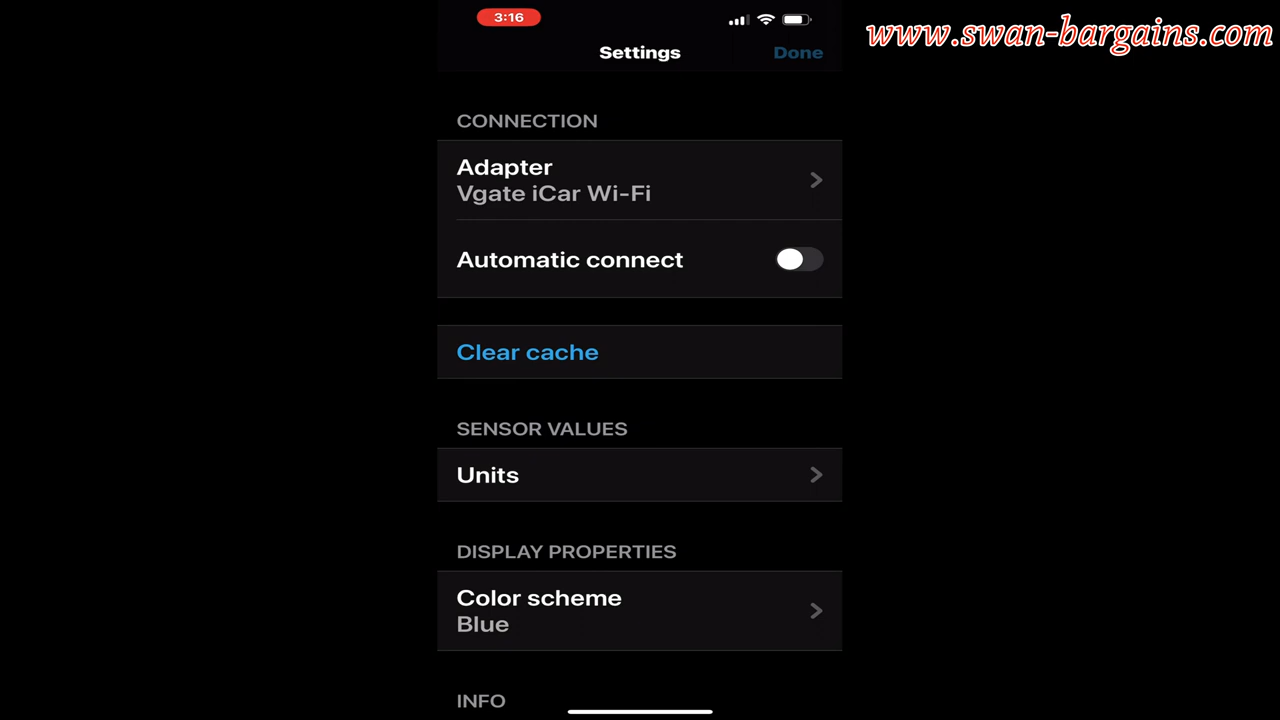 3:16
www.swan-bargains.com
Settings
Done
CONNECTION
Adapter
Vgate iCar Wi-Fi
Automatic connect
Clear cache
SENSOR VALUES
Units
DISPLAY PROPERTIES
Color scheme
Blue
INFO